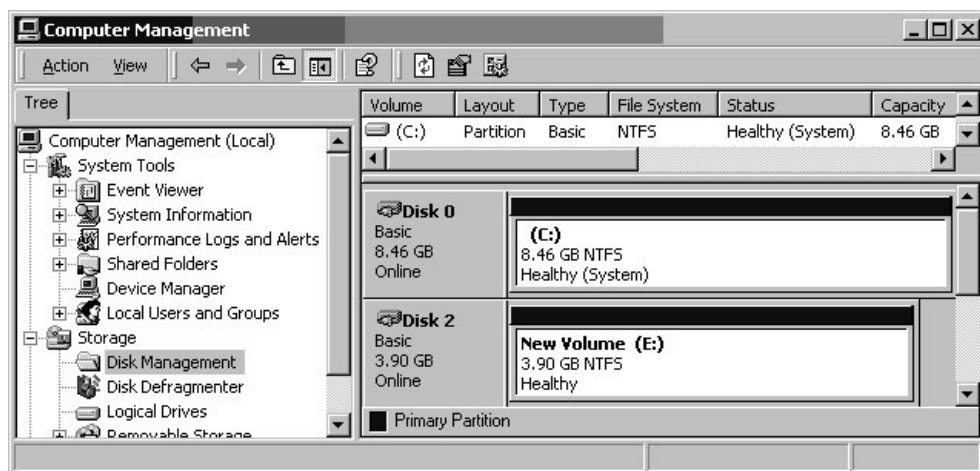 Computer Management
Action View
Tree
Computer Management (Local)
System Tools
Event Viewer
System Information
Performance Logs and Alerts
Shared Folders
Device Manager
Local Users and Groups
Storage
Disk Management
Disk Defragmenter
Logical Drives
Removable Storage
Volume Layout Type File System Status Capacity
(C:) Partition Basic NTFS Healthy (System) 8.46 GB
Disk 0
Basic
8.46 GB
Online
(C:)
8.46 GB NTFS
Healthy (System)
Disk 2
Basic
3.90 GB
Online
New Volume (E:)
3.90 GB NTFS
Healthy
Primary Partition